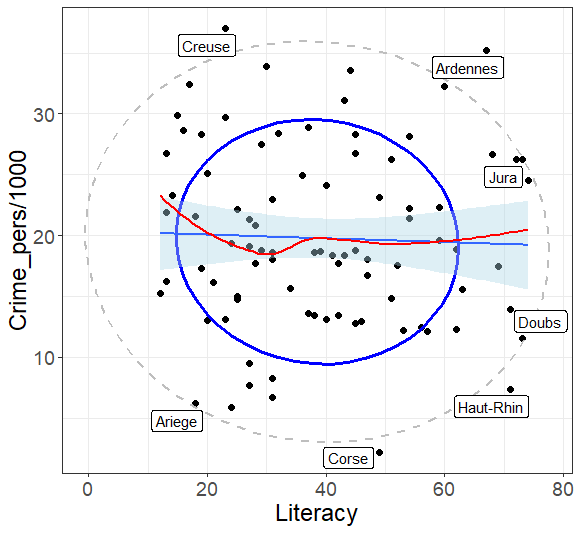 Creuse
Ardennes
30
Jura
20
Doubs
10
Haut-Rhin
Ariege
Corse
0 20 40 60 80
Literacy
Crime_pers/1000